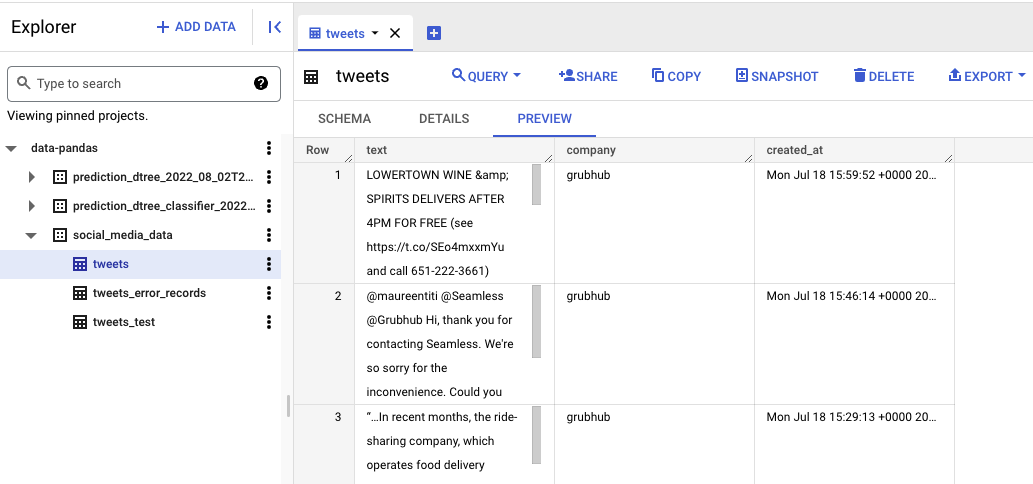 Explorer
+ ADD DATA
Type to search
?
Viewing pinned projects.
data-pandas
prediction_dtree_2022_08_02T2...
prediction_dtree_classifier_2022...
social_media_data
tweets
tweets_error_records
tweets_test
tweets
tweets
QUERY
SHARE
COPY
SNAPSHOT
DELETE
EXPORT
SCHEMA
DETAILS
PREVIEW
Row text company created_at
1 LOWERTOWN WINE &amp; grubhub Mon Jul 18 15:59:52 +0000 20...
SPIRITS DELIVERS AFTER
4PM FOR FREE (see
https://t.co/SEo4mxxmYu
and call 651-222-3661)
2 @maureentiti @Seamless grubhub Mon Jul 18 15:46:14 +0000 20...
@Grubhub Hi, thank you for
contacting Seamless. We're
so sorry for the
inconvenience. Could you
3 “…In recent months, the ride- grubhub Mon Jul 18 15:29:13 +0000 20...
sharing company, which
operates food delivery